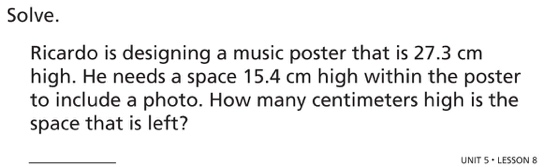 Solve.
Ricardo is designing a music poster that is 27.3 cm
high. He needs a space 15.4 cm high within the poster
to include a photo. How many centimeters high is the
space that is left?
UNIT 5 • LESSON 8